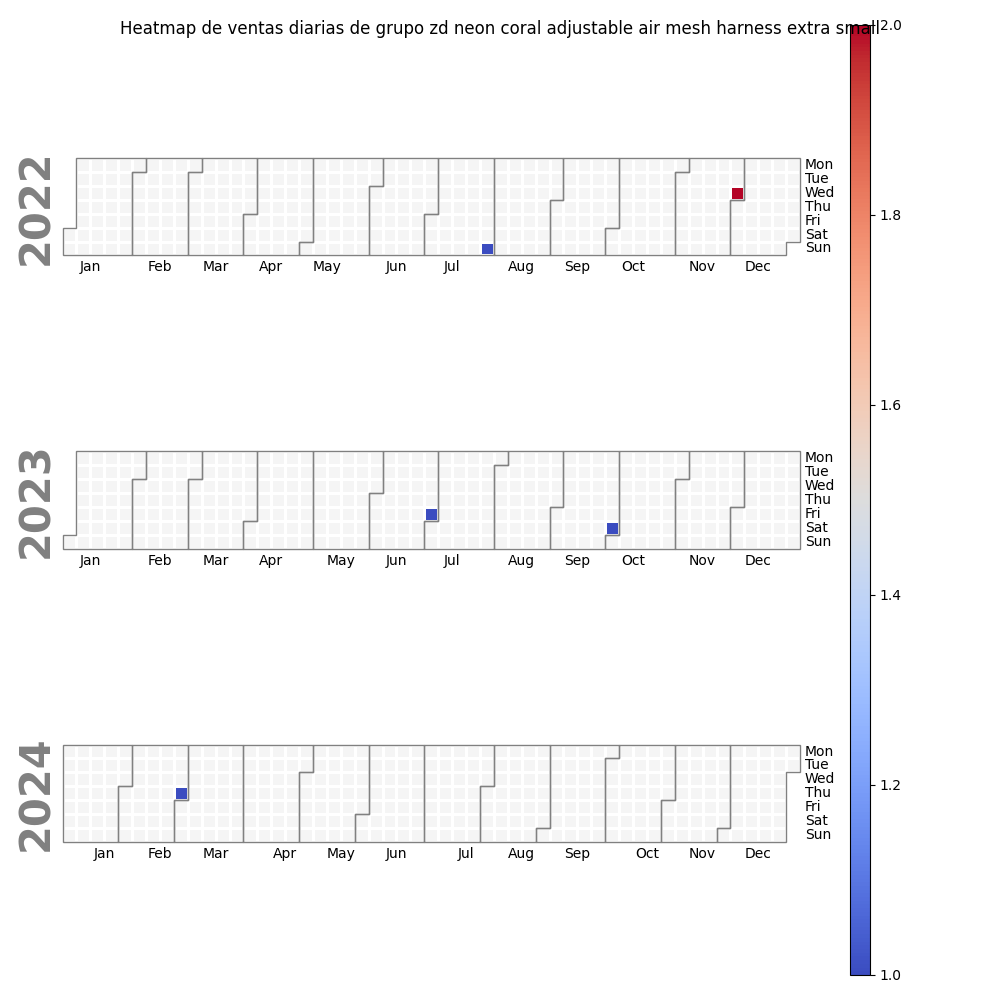 Heatmap de ventas diarias de grupo zd neon coral adjustable air mesh harness extra small
2.0
1.8
1.6
1.4
1.2
1.0
2022
Mon
Tue
Wed
Thu
Fri
Sat
Sun
Jan Feb Mar Apr May Jun Jul Aug Sep Oct Nov Dec
2023
Mon
Tue
Wed
Thu
Fri
Sat
Sun
Jan Feb Mar Apr May Jun Jul Aug Sep Oct Nov Dec
2024
Mon
Tue
Wed
Thu
Fri
Sat
Sun
Jan Feb Mar Apr May Jun Jul Aug Sep Oct Nov Dec